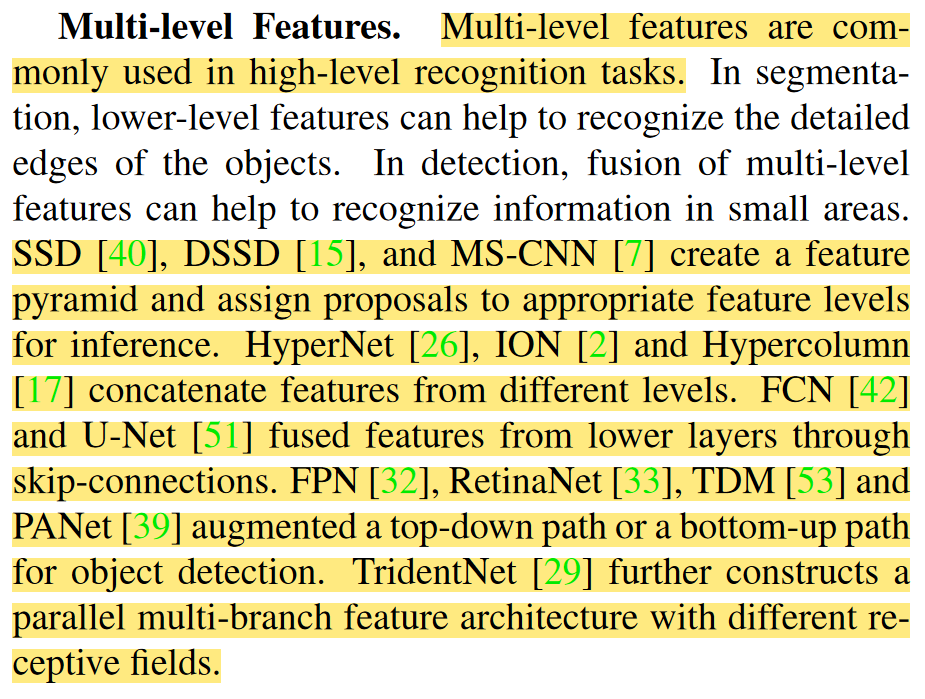 Multi-level Features. Multi-level features are com-
monly used in high-level recognition tasks. In segmenta-
tion, lower-level features can help to recognize the detailed
edges of the objects. In detection, fusion of multi-level
features can help to recognize information in small areas.
SSD [40], DSSD [15], and MS-CNN [7] create a feature
pyramid and assign proposals to appropriate feature levels
for inference. HyperNet [26], ION [2] and Hypercolumn
[17] concatenate features from different levels. FCN [42]
and U-Net [51] fused features from lower layers through
skip-connections. FPN [32], RetinaNet [33], TDM [53] and
PANet [39] augmented a top-down path or a bottom-up path
for object detection. TridentNet [29] further constructs a
parallel multi-branch feature architecture with different re-
ceptive fields.